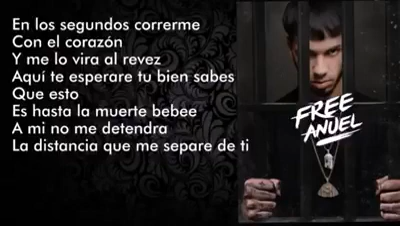 En los segundos correrme
Con el corazón
Y me lo vira al revez
Aquí te esperare tu bien sabes
Que esto
Es hasta la muerte bebee
A mi no me detendra
La distancia que me separe de ti
FREE
ANUEL